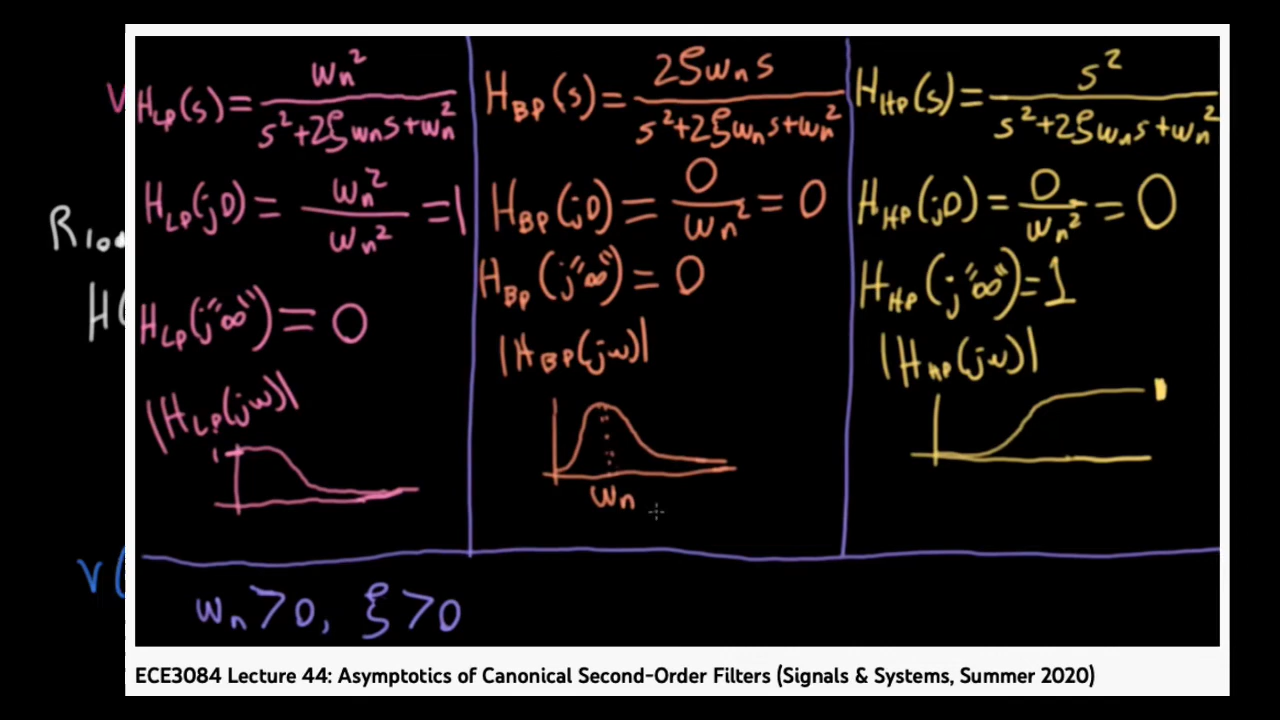 H_LP(s) = ω_n² / (s² + 2ζω_n s + ω_n²)
H_LP(j0) = ω_n² / ω_n² = 1
H_LP(j"∞") = 0
|H_LP(jω)|
1
H_BP(s) = 2ζω_n s / (s² + 2ζω_n s + ω_n²)
H_BP(j0) = 0 / ω_n² = 0
H_BP(j"∞") = 0
|H_BP(jω)|
ω_n
H_HP(s) = s² / (s² + 2ζω_n s + ω_n²)
H_HP(j0) = 0 / ω_n² = 0
H_HP(j"∞") = 1
|H_HP(jω)|
ω_n > 0, ζ > 0
ECE3084 Lecture 44: Asymptotics of Canonical Second-Order Filters (Signals & Systems, Summer 2020)